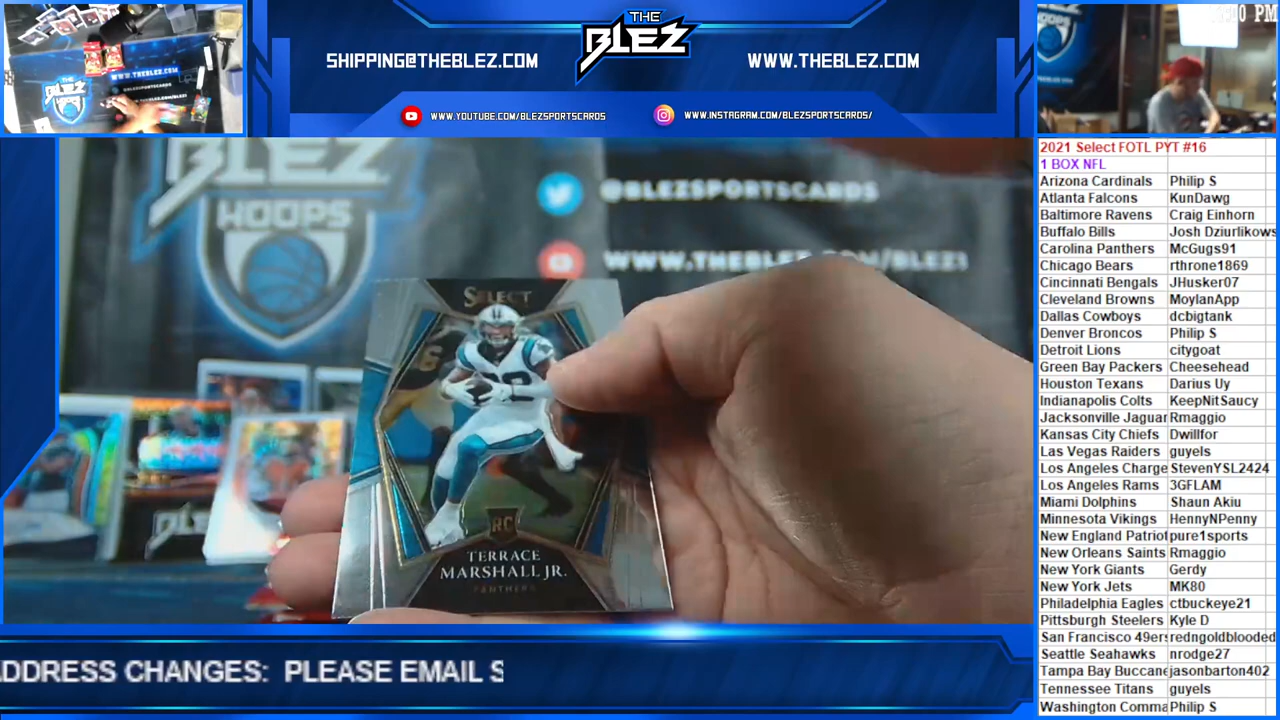 THE
BLEZ
SHIPPING@THEBLEZ.COM
WWW.THEBLEZ.COM
WWW.YOUTUBE.COM/BLEZSPORTSCARDS
WWW.INSTAGRAM.COM/BLEZSPORTSCARDS/
BLEZ
HOOPS
@BLEZSPORTSCARDS
WWW.THEBLEZ.COM/BLEZ1
SELECT
RC
TERRACE
MARSHALL JR.
PANTHERS
ADDRESS CHANGES: PLEASE EMAIL S
2021 Select FOTL PYT #16
1 BOX NFL
Arizona Cardinals Philip S
Atlanta Falcons KunDawg
Baltimore Ravens Craig Einhorn
Buffalo Bills Josh Dziurlikows
Carolina Panthers McGugs91
Chicago Bears rthrone1869
Cincinnati Bengals JHusker07
Cleveland Browns MoylanApp
Dallas Cowboys dcbigtank
Denver Broncos Philip S
Detroit Lions citygoat
Green Bay Packers Cheesehead
Houston Texans Darius Uy
Indianapolis Colts KeepNitSaucy
Jacksonville Jaguar Rmaggio
Kansas City Chiefs Dwillfor
Las Vegas Raiders guyels
Los Angeles Charge StevenYSL2424
Los Angeles Rams 3GFLAM
Miami Dolphins Shaun Akiu
Minnesota Vikings HennyNPenny
New England Patriot pure1sports
New Orleans Saints Rmaggio
New York Giants Gerdy
New York Jets MK80
Philadelphia Eagles ctbuckeye21
Pittsburgh Steelers Kyle D
San Francisco 49ers redngoldblooded
Seattle Seahawks nrodge27
Tampa Bay Buccane jasonbarton402
Tennessee Titans guyels
Washington Comma Philip S